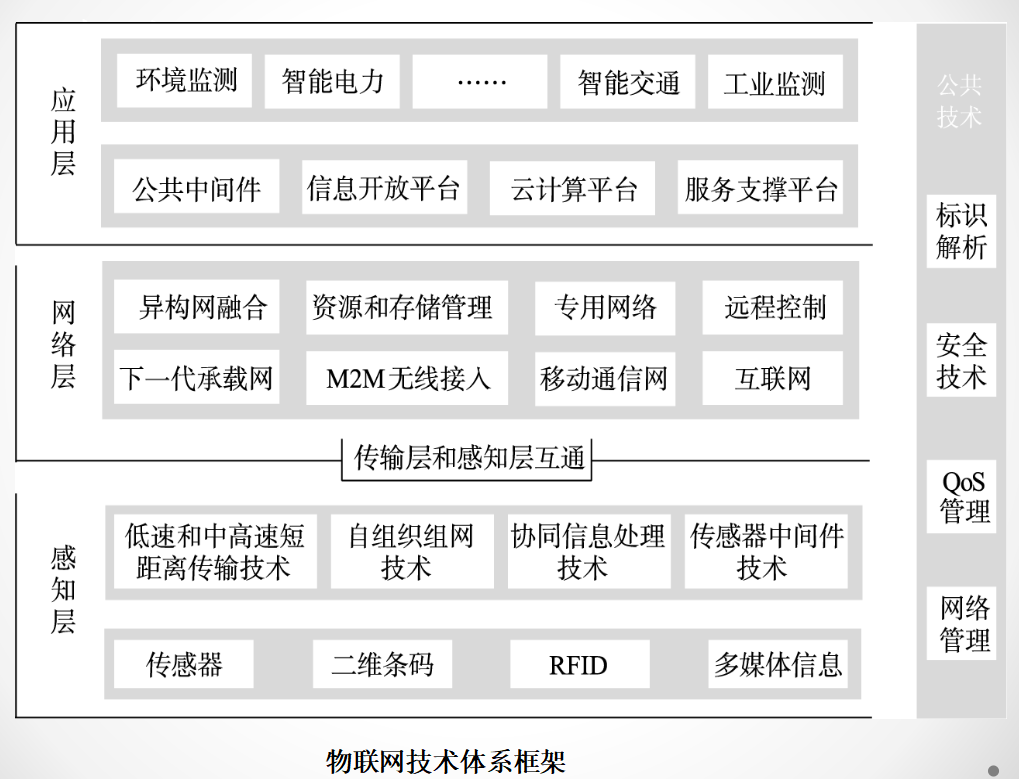 应用层
环境监测
智能电力
……
智能交通
工业监测
公共中间件
信息开放平台
云计算平台
服务支撑平台
网络层
异构网融合
资源和存储管理
专用网络
远程控制
下一代承载网
M2M无线接入
移动通信网
互联网
传输层和感知层互通
感知层
低速和中高速短
距离传输技术
自组织组网
技术
协同信息处理
技术
传感器中间件
技术
传感器
二维条码
RFID
多媒体信息
公共
技术
标识
解析
安全
技术
QoS
管理
网络
管理
物联网技术体系框架